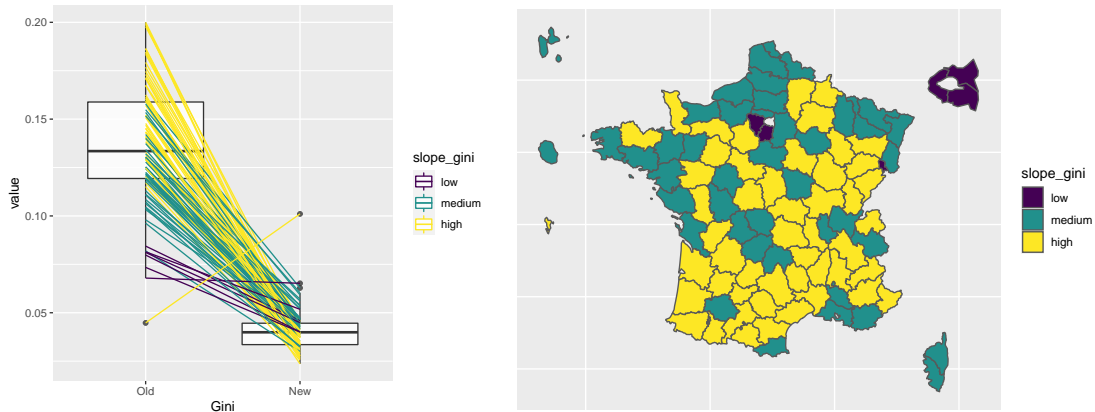 0.20
0.15
0.10
0.05
value
Old
New
Gini
slope_gini
low
medium
high
slope_gini
low
medium
high